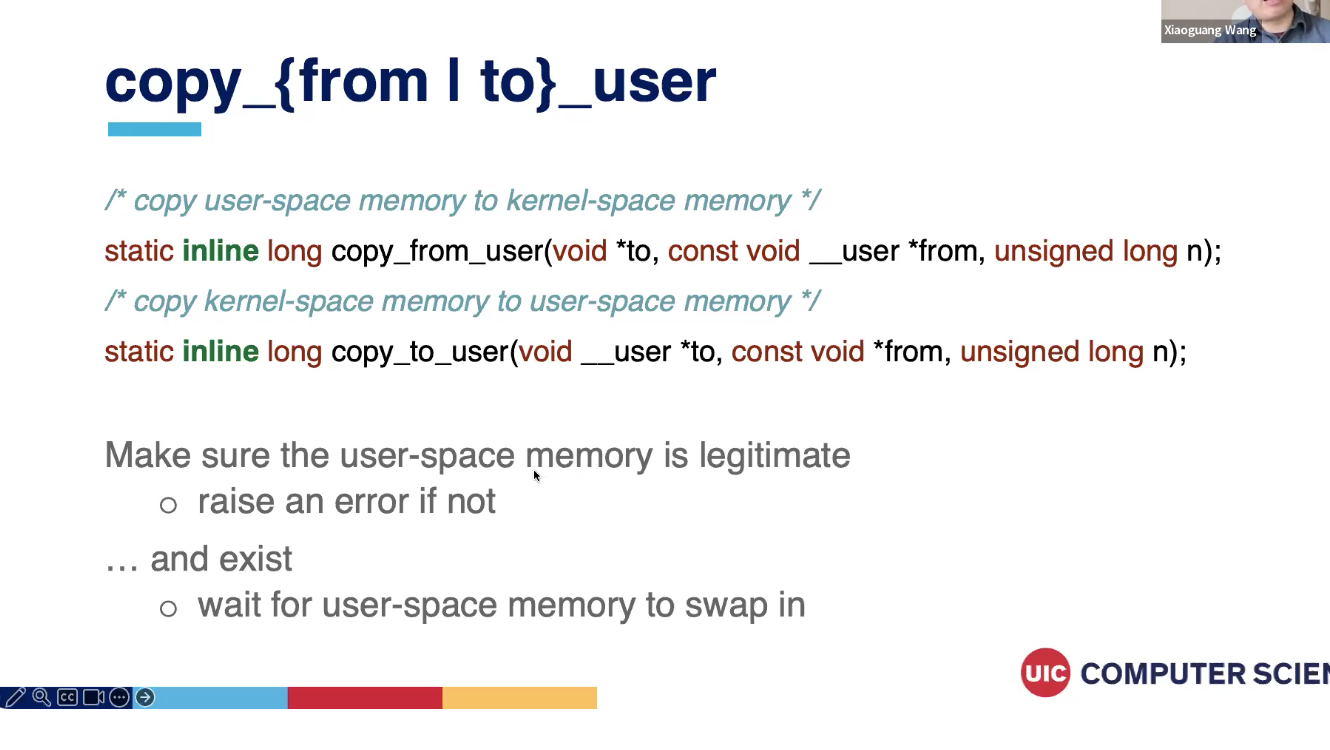 Xiaoguang Wang
copy_{from | to}_user
/* copy user-space memory to kernel-space memory */
static inline long copy_from_user(void *to, const void __user *from, unsigned long n);
/* copy kernel-space memory to user-space memory */
static inline long copy_to_user(void __user *to, const void *from, unsigned long n);
Make sure the user-space memory is legitimate
○ raise an error if not
… and exist
○ wait for user-space memory to swap in
UIC COMPUTER SCIEN
CC